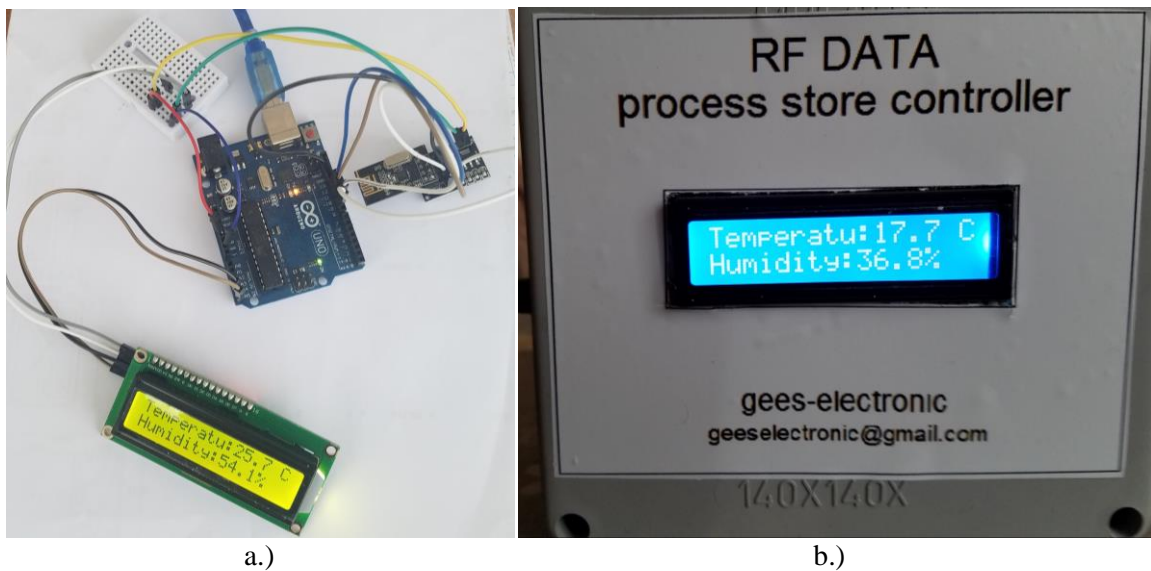 ARDUINO
UNO
Temperatu:25.7 C
Humidity:54.1%
a.)
RF DATA
process store controller
Temperatu:17.7 C
Humidity:36.8%
gees-electronic
geeselectronic@gmail.com
140X140X
b.)